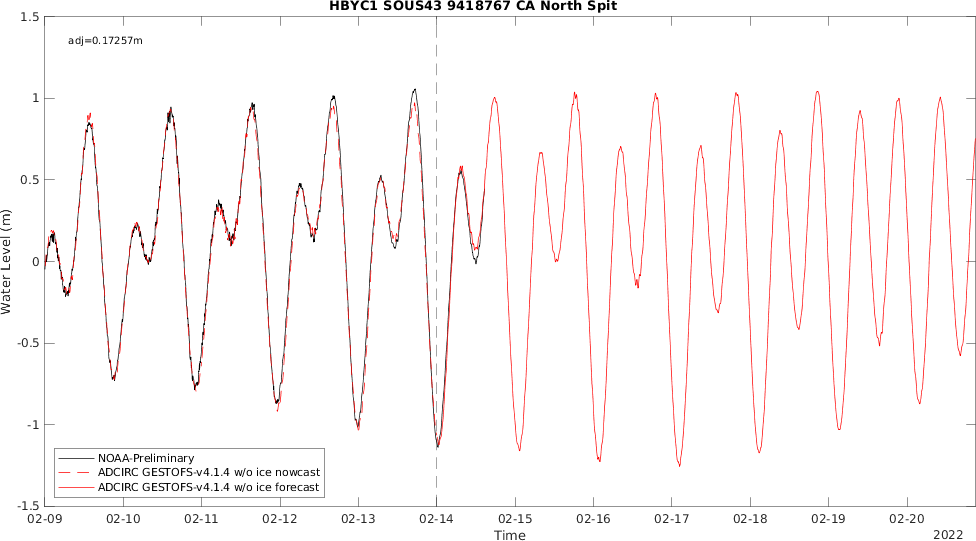 HBYC1 SOUS43 9418767 CA North Spit
adj=0.17257m
1.5
1
0.5
0
-0.5
-1
-1.5
Water Level (m)
NOAA-Preliminary
ADCIRC GESTOFS-v4.1.4 w/o ice nowcast
ADCIRC GESTOFS-v4.1.4 w/o ice forecast
02-09 02-10 02-11 02-12 02-13 02-14 02-15 02-16 02-17 02-18 02-19 02-20
Time
2022